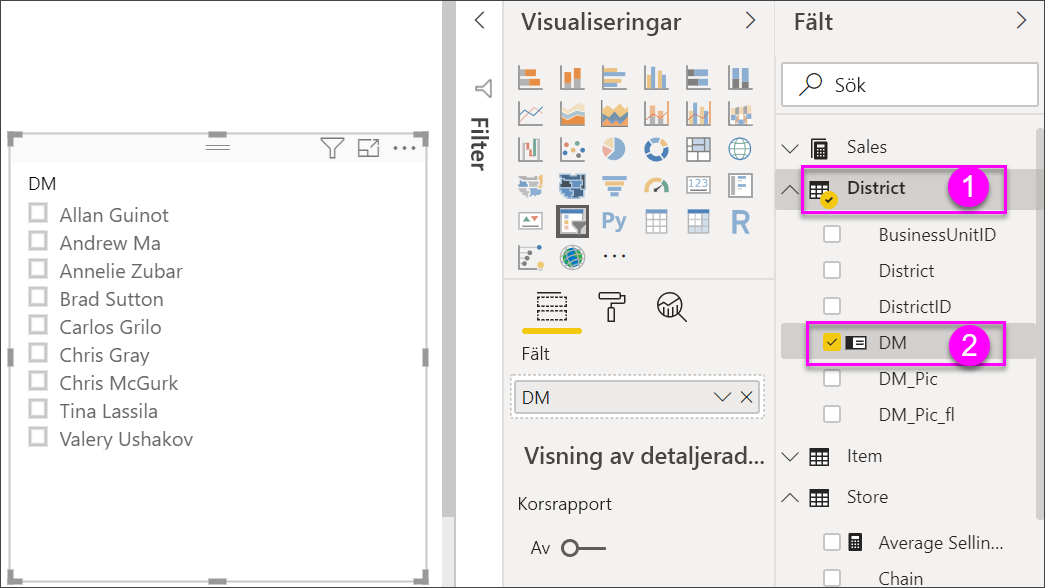 DM
Allan Guinot
Andrew Ma
Annelie Zubar
Brad Sutton
Carlos Grilo
Chris Gray
Chris McGurk
Tina Lassila
Valery Ushakov
Filter
Visualiseringar
123
Py
R
Fält
DM
Visning av detaljerad...
Korsrapport
Av
Fält
Sök
Sales
District
1
BusinessUnitID
District
DistrictID
DM
2
DM_Pic
DM_Pic_fl
Item
Store
Average Sellin...
Chain